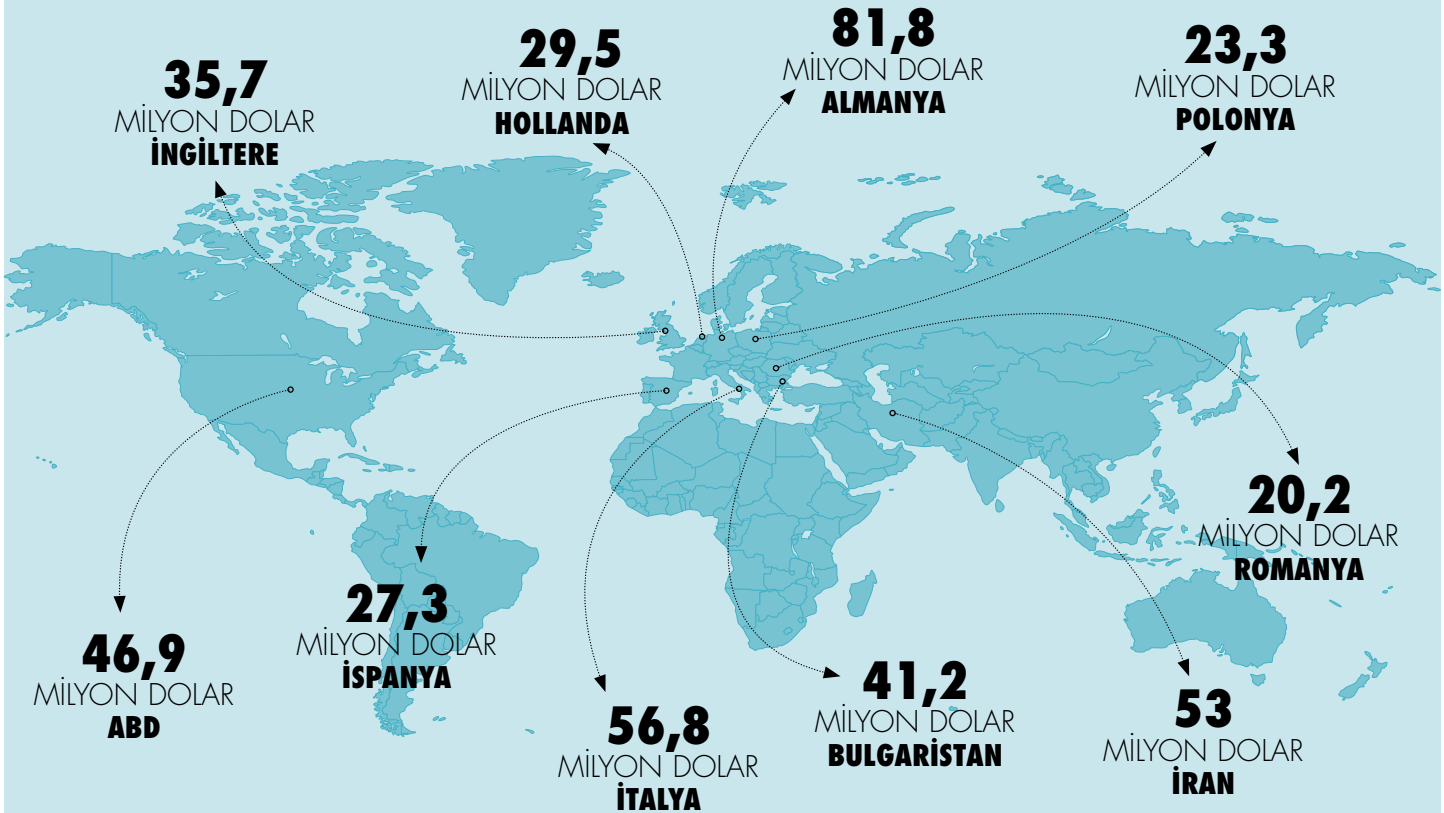 35,7
MİLYON DOLAR
İNGİLTERE
29,5
MİLYON DOLAR
HOLLANDA
81,8
MİLYON DOLAR
ALMANYA
23,3
MİLYON DOLAR
POLONYA
46,9
MİLYON DOLAR
ABD
27,3
MİLYON DOLAR
İSPANYA
56,8
MİLYON DOLAR
İTALYA
41,2
MİLYON DOLAR
BULGARİSTAN
53
MİLYON DOLAR
İRAN
20,2
MİLYON DOLAR
ROMANYA